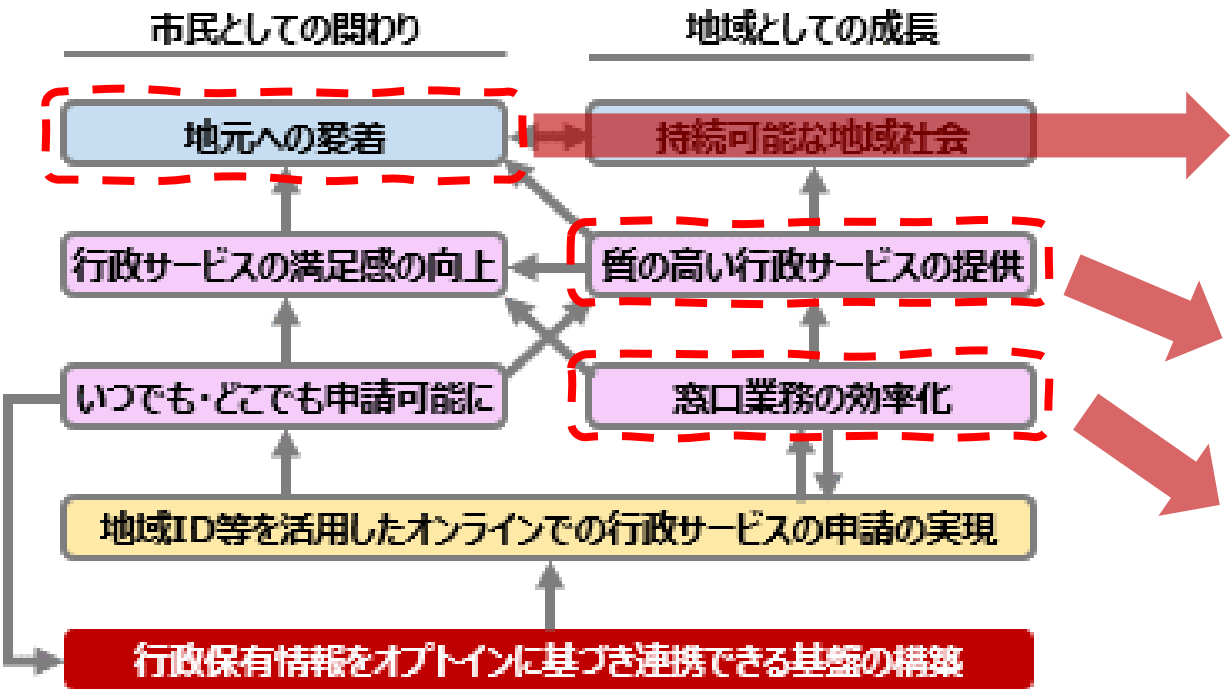 市民としての関わり
地域としての成長
地元への愛着
持続可能な地域社会
行政サービスの満足感の向上
質の高い行政サービスの提供
いつでも・どこでも申請可能に
窓口業務の効率化
地域ID等を活用したオンラインでの行政サービスの申請の実現
行政保有情報をオプトインに基づき連携できる基盤の構築